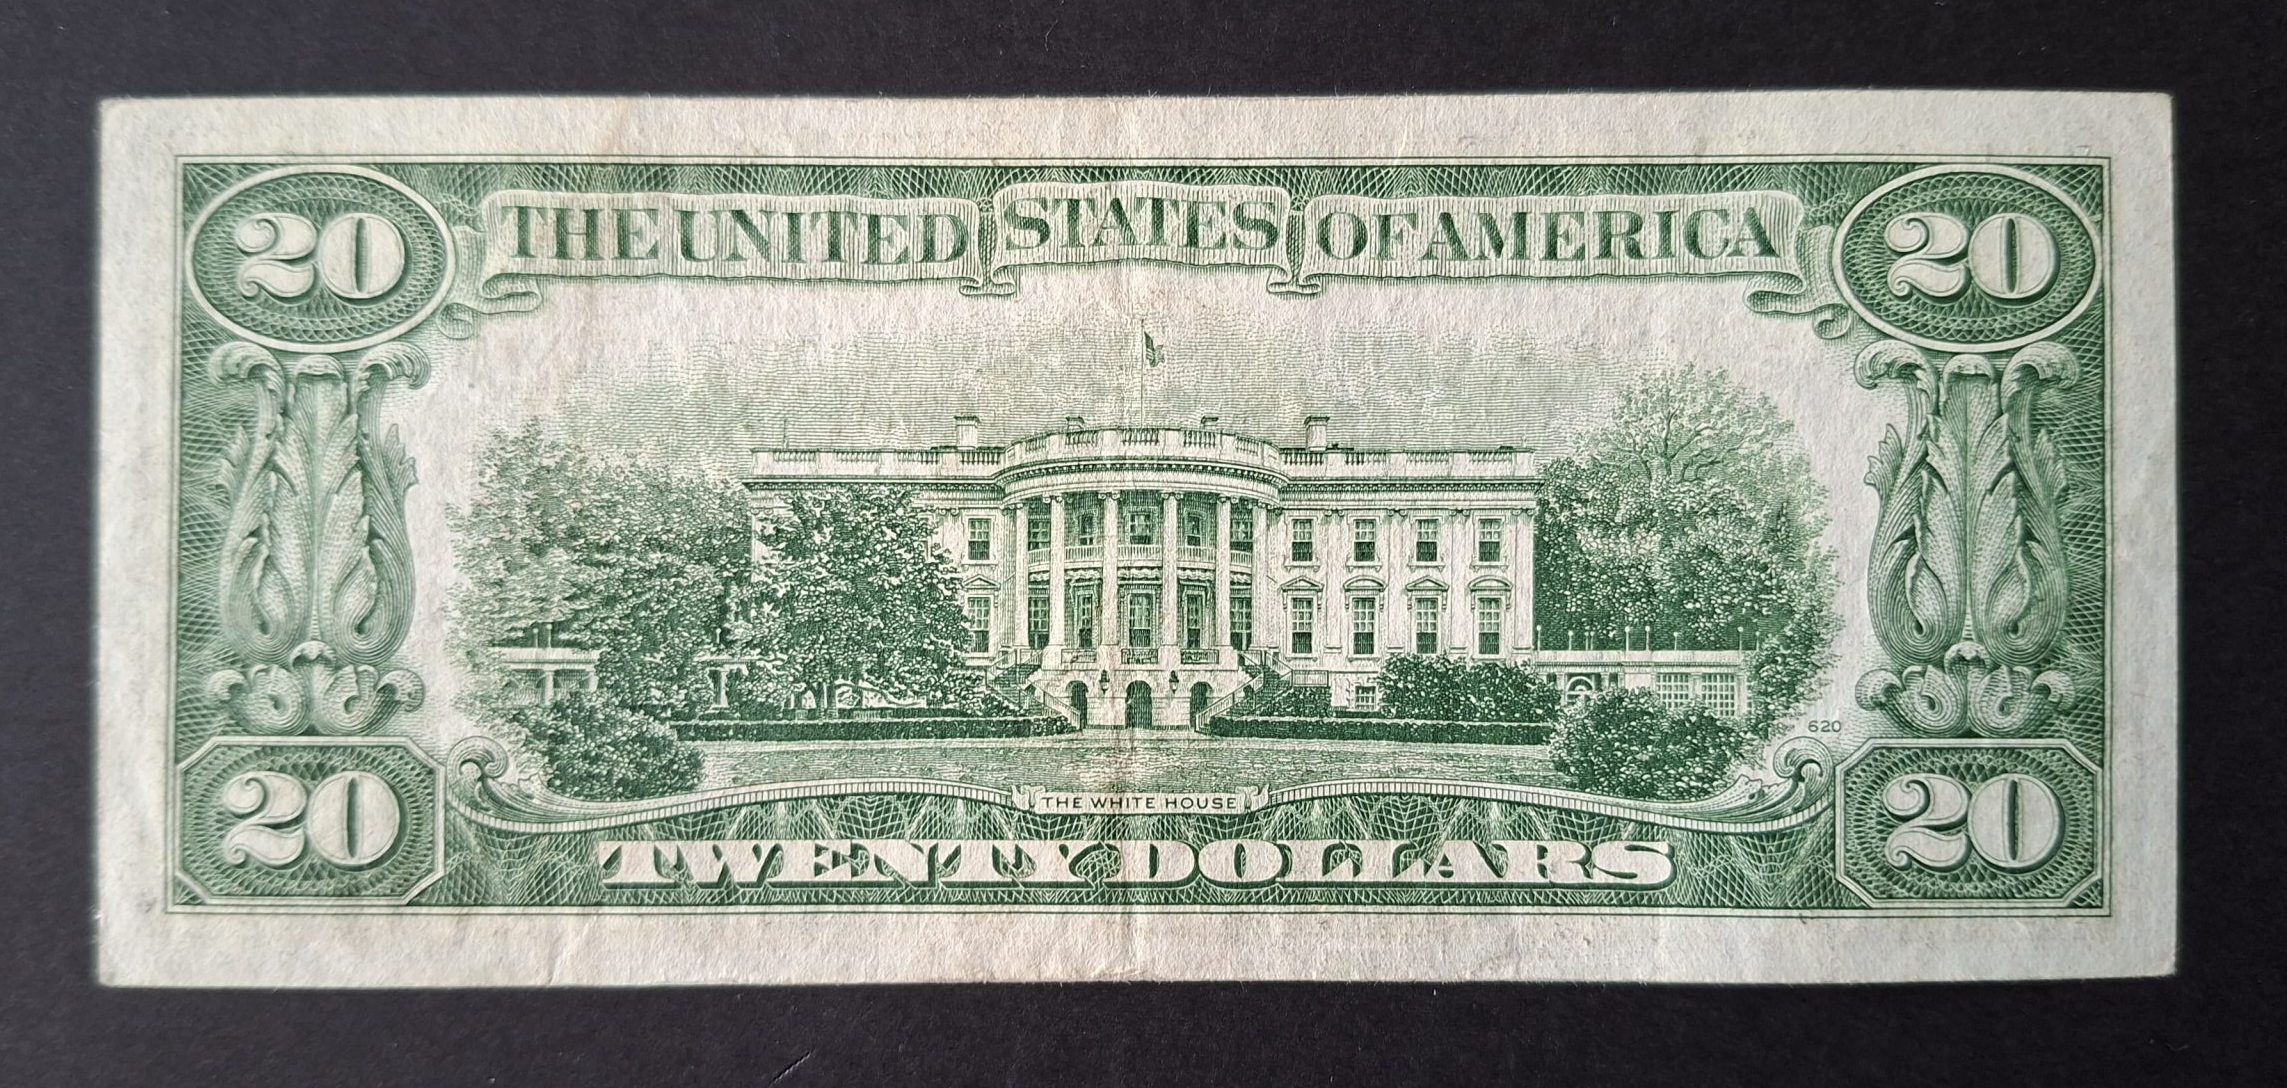 20 THE UNITED STATES OF AMERICA 20
620
THE WHITE HOUSE
20 TWENTY DOLLARS 20